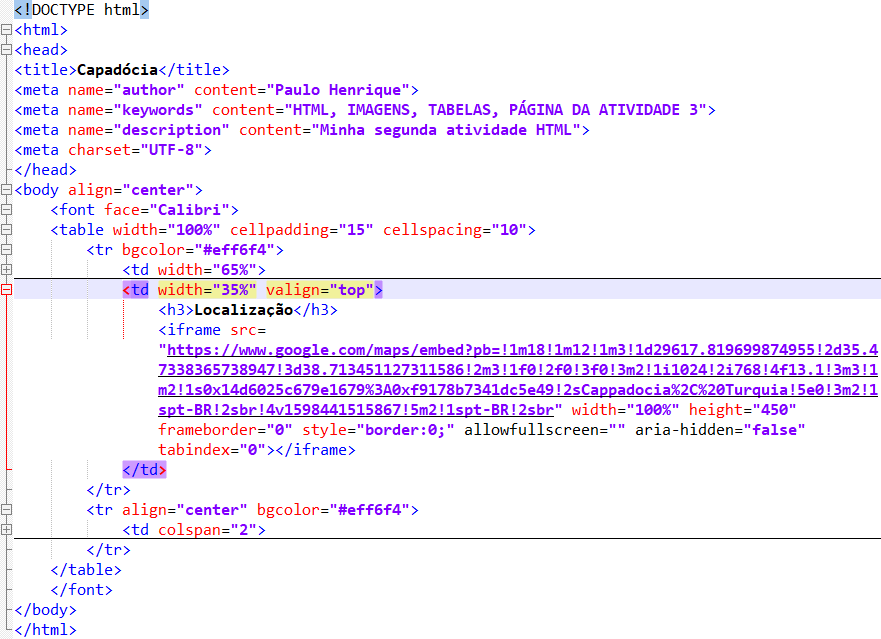 <!DOCTYPE html>
<html>
<head>
<title>Capadócia</title>
<meta name="author" content="Paulo Henrique">
<meta name="keywords" content="HTML, IMAGENS, TABELAS, PÁGINA DA ATIVIDADE 3">
<meta name="description" content="Minha segunda atividade HTML">
<meta charset="UTF-8">
</head>
<body align="center">
<font face="Calibri">
<table width="100%" cellpadding="15" cellspacing="10">
<tr bgcolor="#eff6f4">
<td width="65%">
<td width="35%" valign="top">
<h3>Localização</h3>
<iframe src=
"https://www.google.com/maps/embed?pb=!1m18!1m12!1m3!1d29617.819699874955!2d35.4
7338365738947!3d38.713451127311586!2m3!1f0!2f0!3f0!3m2!1i1024!2i768!4f13.1!3m3!1
m2!1s0x14d6025c679e1679%3A0xf9178b7341dc5e49!2sCappadocia%2C%20Turquia!5e0!3m2!1
spt-BR!2sbr!4v1598441515867!5m2!1spt-BR!2sbr" width="100%" height="450"
frameborder="0" style="border:0;" allowfullscreen="" aria-hidden="false"
tabindex="0"></iframe>
</td>
</tr>
<tr align="center" bgcolor="#eff6f4">
<td colspan="2">
</tr>
</table>
</font>
</body>
</html>